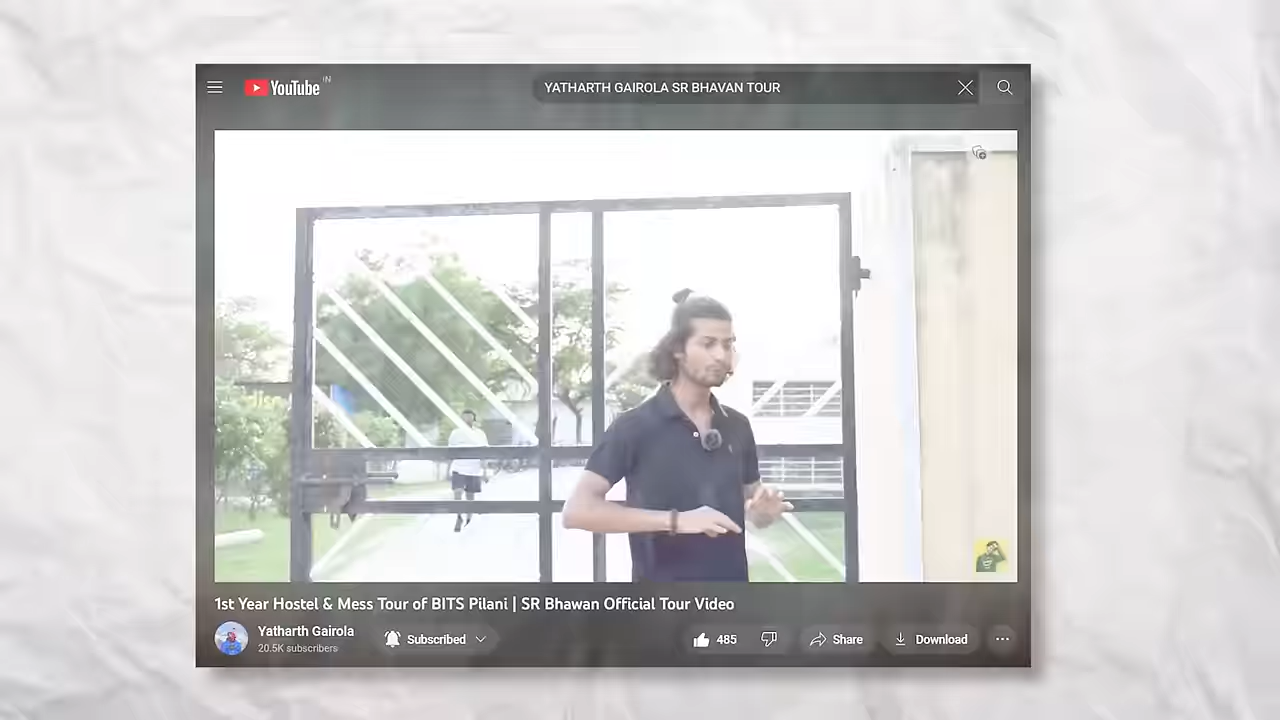 YouTube IN
YATHARTH GAIROLA SR BHAVAN TOUR
1st Year Hostel & Mess Tour of BITS Pilani | SR Bhawan Official Tour Video
Yatharth Gairola
20.5K subscribers
Subscribed
485
Share
Download